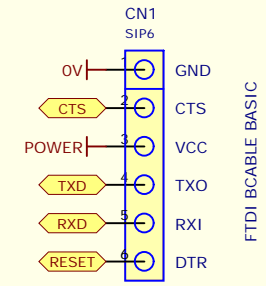 CN1
SIP6
0V 1 GND
CTS 2 CTS
POWER 3 VCC
TXD 4 TXO
RXD 5 RXI
RESET 6 DTR
FTDI BCABLE BASIC